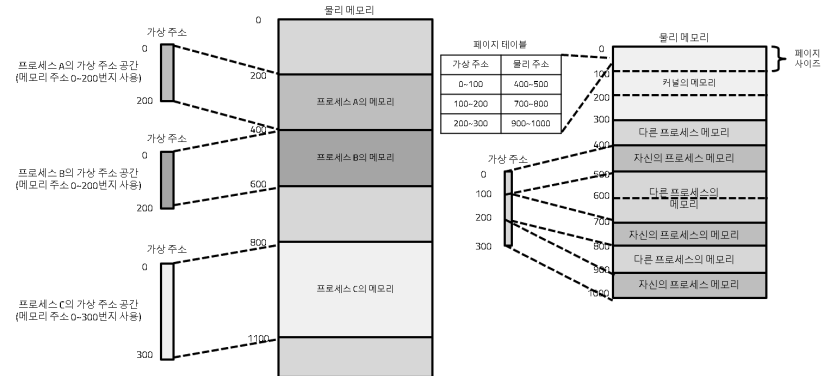 물리 메모리
0
200
400
600
800
1100
프로세스 A의 메모리
프로세스 B의 메모리
프로세스 C의 메모리
가상 주소
0
200
프로세스 A의 가상 주소 공간
(메모리 주소 0~200번지 사용)
가상 주소
0
200
프로세스 B의 가상 주소 공간
(메모리 주소 0~200번지 사용)
가상 주소
0
300
프로세스 C의 가상 주소 공간
(메모리 주소 0~300번지 사용)
페이지 테이블
가상 주소 물리 주소
0~100 400~500
100~200 700~800
200~300 900~1000
가상 주소
0
100
200
300
물리 메모리
0
100
200
300
400
500
600
700
800
900
1000
페이지
사이즈
커널의 메모리
다른 프로세스 메모리
자신의 프로세스 메모리
다른 프로세스의
메모리
자신의 프로세스 메모리
다른 프로세스 메모리
자신의 프로세스 메모리